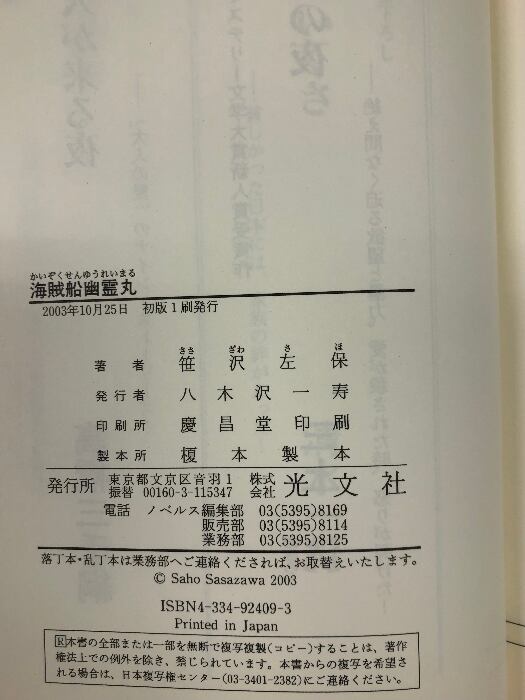 かいぞくせんゆうれいまる
海賊船幽霊丸
2003年10月25日 初版1刷発行
ささ ざわ さ ほ
著者 笹沢左保
発行者 八木沢一寿
印刷所 慶昌堂印刷
製本所 榎本製本
発行所 東京都文京区音羽1 株式会社 光文社
振替 00160-3-115347
電話 ノベルス編集部 03(5395)8169
販売部 03(5395)8114
業務部 03(5395)8125
落丁本・乱丁本は業務部へご連絡くだされば、お取替えいたします。
© Saho Sasazawa 2003
ISBN4-334-92409-3
Printed in Japan
R本書の全部または一部を無断で複写複製(コピー)することは、著作
権法上での例外を除き、禁じられています。本書からの複写を希望さ
れる場合は、日本複写権センター(03-3401-2382)にご連絡ください。